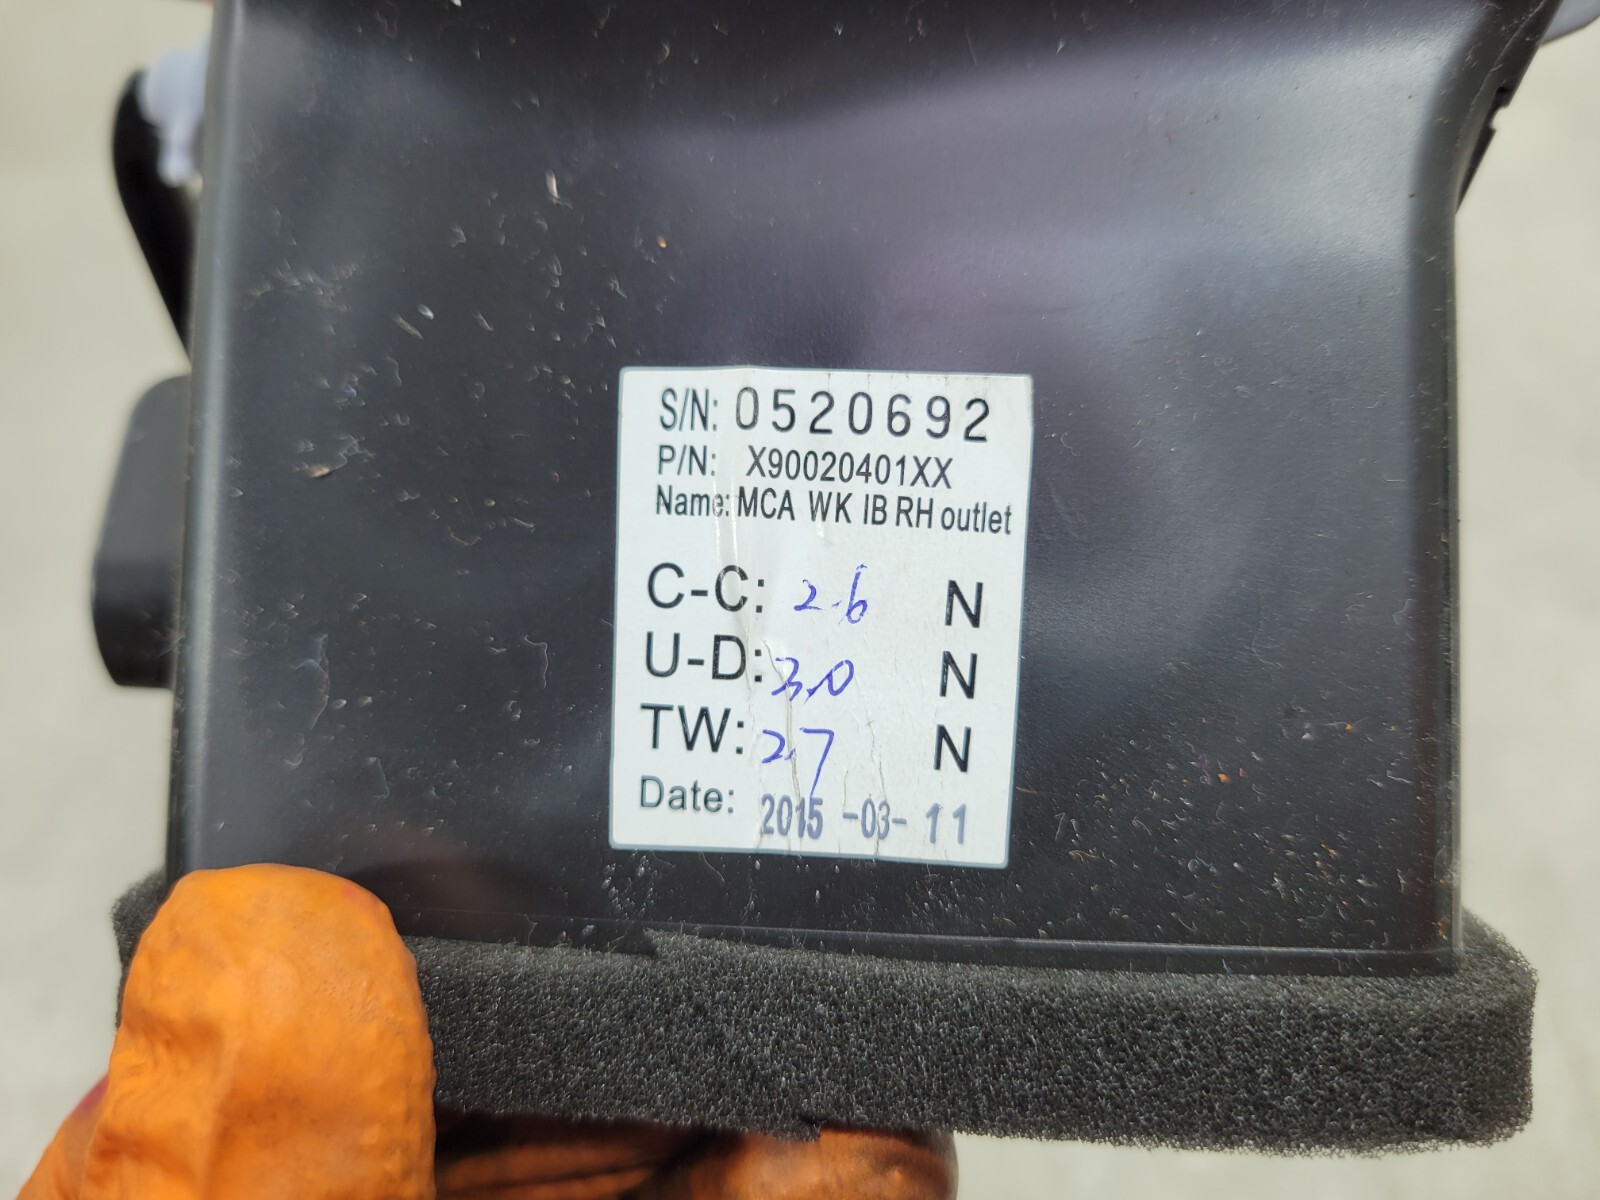 S/N: 0520692
P/N: X90020401XX
Name: MCA WK IB RH outlet
C-C: 2.6 N
U-D: 3.0 N
TW: 2.7 N
Date: 2015-03-11